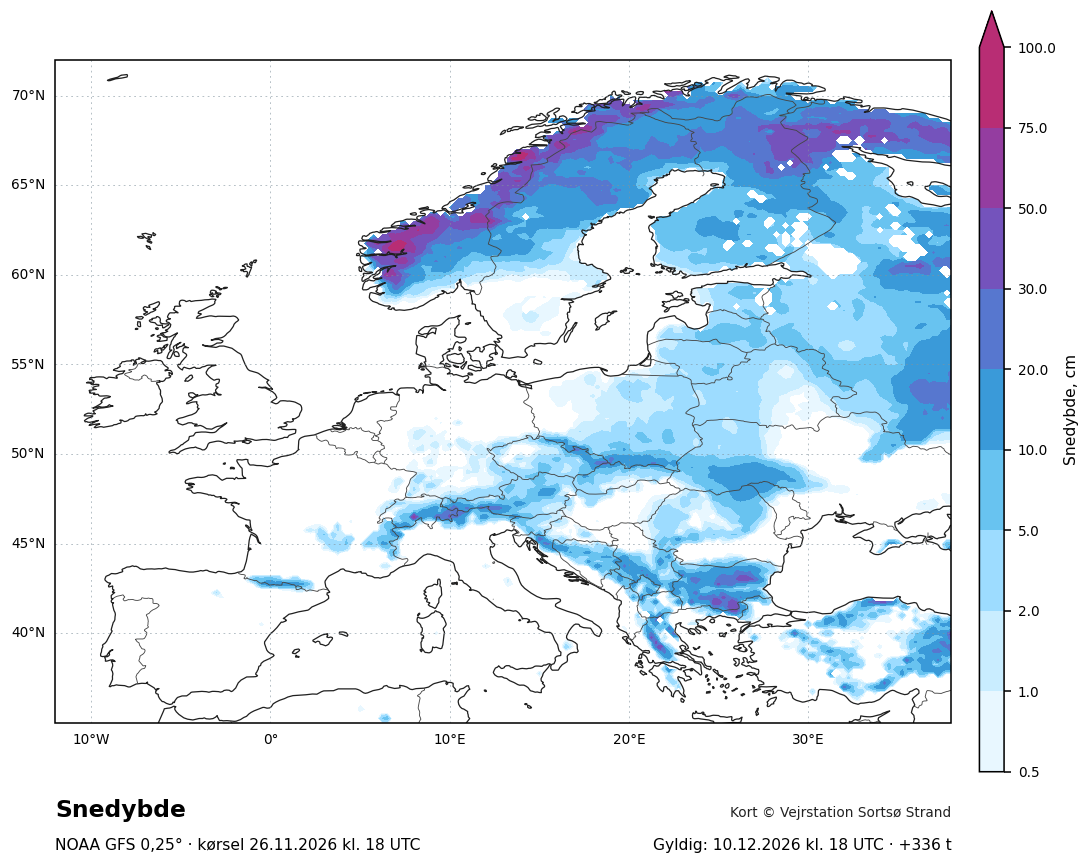 100.0
75.0
50.0
30.0
20.0
10.0
5.0
2.0
1.0
0.5
Snedybde, cm
70°N
65°N
60°N
55°N
50°N
45°N
40°N
10°W 0° 10°E 20°E 30°E
Snedybde
Kort © Vejrstation Sortsø Strand
NOAA GFS 0,25° · kørsel 26.11.2026 kl. 18 UTC
Gyldig: 10.12.2026 kl. 18 UTC · +336 t